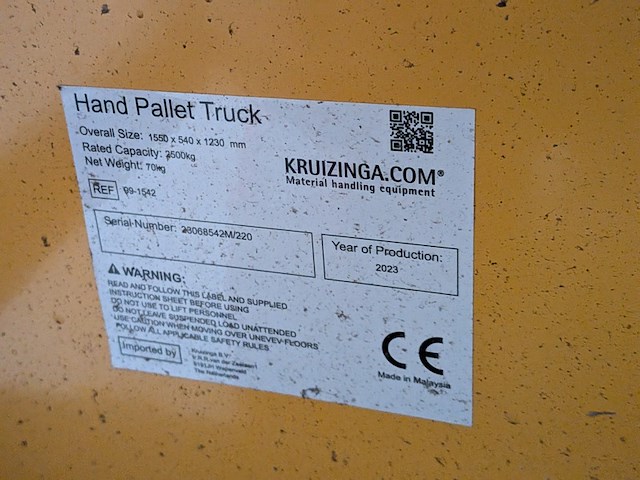 Hand Pallet Truck
Overall Size: 1550 x 540 x 1230 mm
Rated Capacity: 2500kg
Net Weight: 70kg
REF 99-1542
KRUIZINGA.COM®
Material handling equipment
Serial-Number: 23068542M/220
Year of Production:
2023
WARNING:
READ AND FOLLOW THIS LABEL AND SUPPLIED
INSTRUCTION SHEET BEFORE USING
DO NOT USE TO LIFT PERSONNEL
DO NOT LEAVE SUSPENDED LOAD UNATTENDED
USE CAUTION WHEN MOVING OVER UNEVEV FLOORS
FOLLOW ALL APPLICABLE SAFETY RULES
Imported by
Kruizinga B.V.
The Netherlands
CE
Made in Malaysia